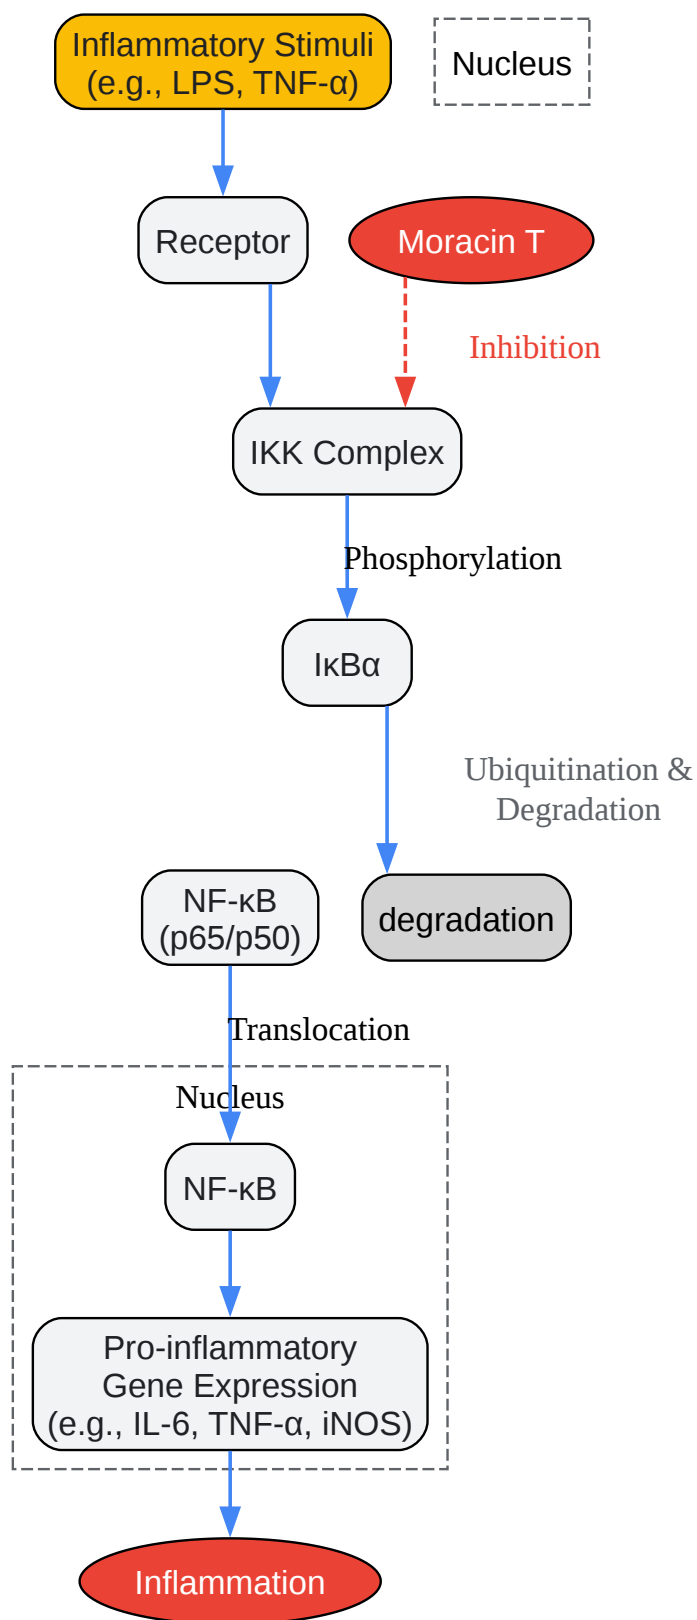 Inflammatory Stimuli
(e.g., LPS, TNF-α)
Nucleus
Receptor
Moracin T
Inhibition
IKK Complex
Phosphorylation
IκBα
Ubiquitination &
Degradation
NF-κB
(p65/p50)
degradation
Translocation
Nucleus
NF-κB
Pro-inflammatory
Gene Expression
(e.g., IL-6, TNF-α, iNOS)
Inflammation